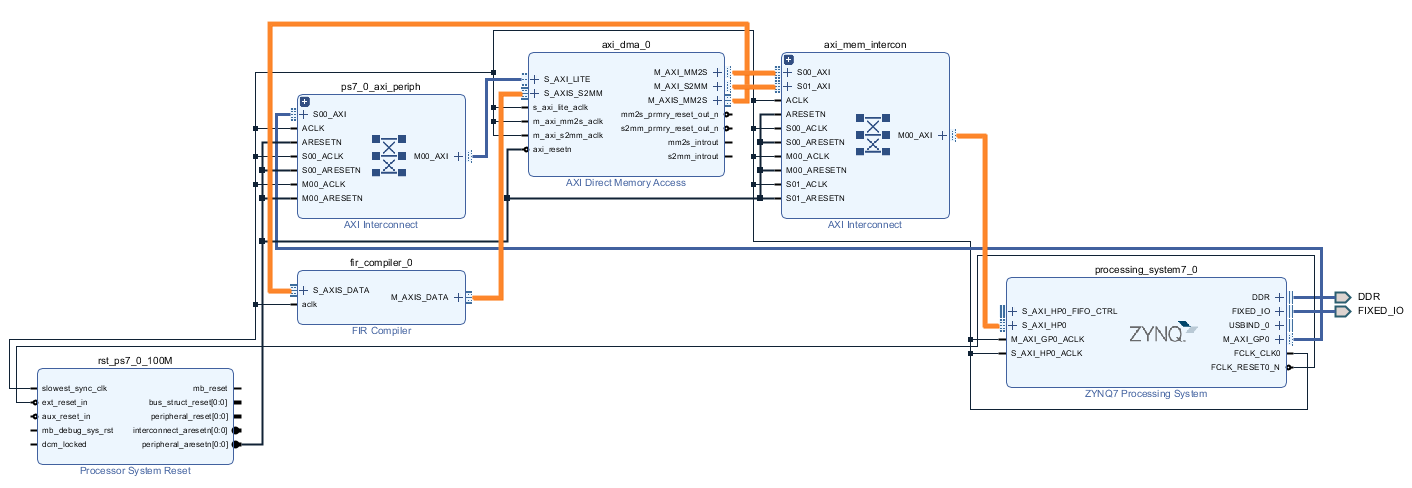 axi_dma_0
S_AXI_LITE
S_AXIS_S2MM
s_axi_lite_aclk
m_axi_mm2s_aclk
m_axi_s2mm_aclk
axi_resetn
M_AXI_MM2S
M_AXI_S2MM
M_AXIS_MM2S
mm2s_prmry_reset_out_n
s2mm_prmry_reset_out_n
mm2s_introut
s2mm_introut
AXI Direct Memory Access
axi_mem_intercon
S00_AXI
S01_AXI
ACLK
ARESETN
S00_ACLK
S00_ARESETN
M00_ACLK
M00_ARESETN
S01_ACLK
S01_ARESETN
M00_AXI
AXI Interconnect
ps7_0_axi_periph
S00_AXI
ACLK
ARESETN
S00_ACLK
S00_ARESETN
M00_ACLK
M00_ARESETN
M00_AXI
AXI Interconnect
fir_compiler_0
S_AXIS_DATA
aclk
M_AXIS_DATA
FIR Compiler
processing_system7_0
S_AXI_HP0_FIFO_CTRL
S_AXI_HP0
M_AXI_GP0_ACLK
S_AXI_HP0_ACLK
ZYNQ
DDR
FIXED_IO
USBIND_0
M_AXI_GP0
FCLK_CLK0
FCLK_RESET0_N
ZYNQ7 Processing System
DDR
FIXED_IO
rst_ps7_0_100M
slowest_sync_clk
ext_reset_in
aux_reset_in
mb_debug_sys_rst
dcm_locked
mb_reset
bus_struct_reset[0:0]
peripheral_reset[0:0]
interconnect_aresetn[0:0]
peripheral_aresetn[0:0]
Processor System Reset